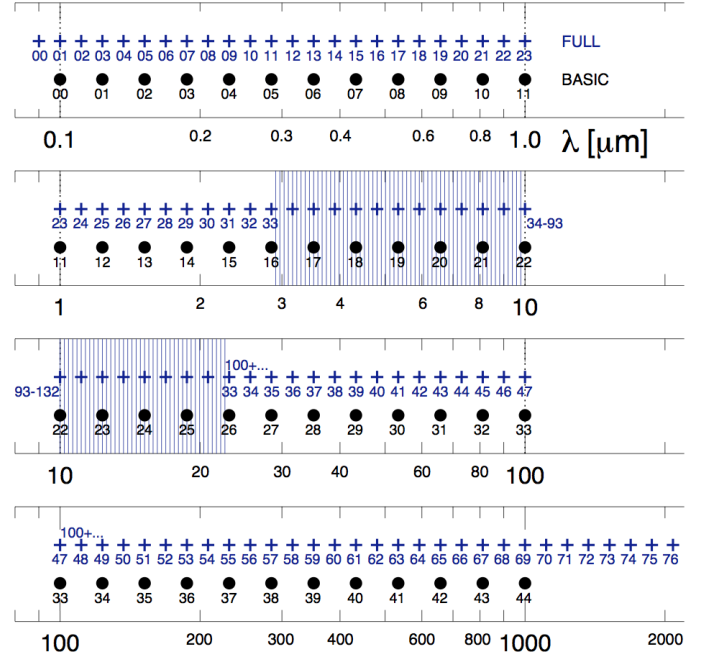 00 01 02 03 04 05 06 07 08 09 10 11 12 13 14 15 16 17 18 19 20 21 22 23 FULL
00 01 02 03 04 05 06 07 08 09 10 11 BASIC
0.1 0.2 0.3 0.4 0.6 0.8 1.0 λ [μm]
23 24 25 26 27 28 29 30 31 32 33 34-93
11 12 13 14 15 16 17 18 19 20 21 22
1 2 3 4 6 8 10
100+...
93-132 33 34 35 36 37 38 39 40 41 42 43 44 45 46 47
22 23 24 25 26 27 28 29 30 31 32 33
10 20 30 40 60 80 100
100+...
47 48 49 50 51 52 53 54 55 56 57 58 59 60 61 62 63 64 65 66 67 68 69 70 71 72 73 74 75 76
33 34 35 36 37 38 39 40 41 42 43 44
100 200 300 400 600 800 1000 2000